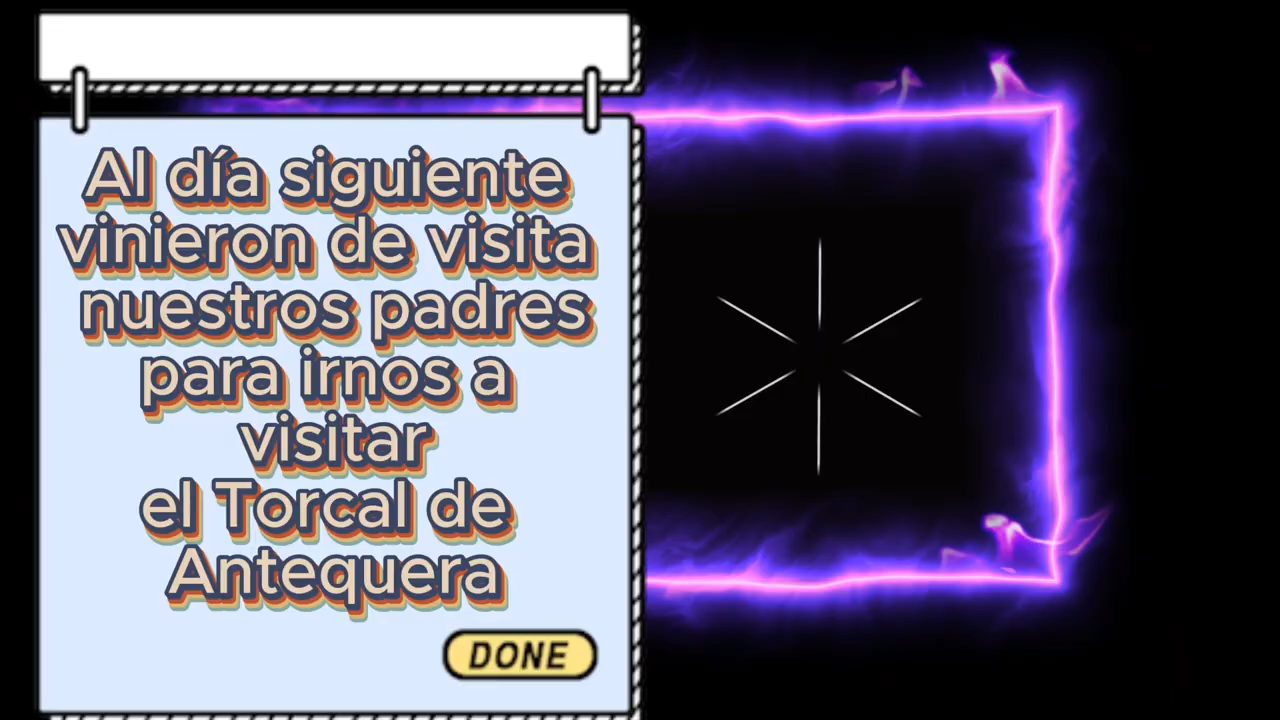 Al día siguiente
vinieron de visita
nuestros padres
para irnos a
visitar
el Torcal de
Antequera
DONE